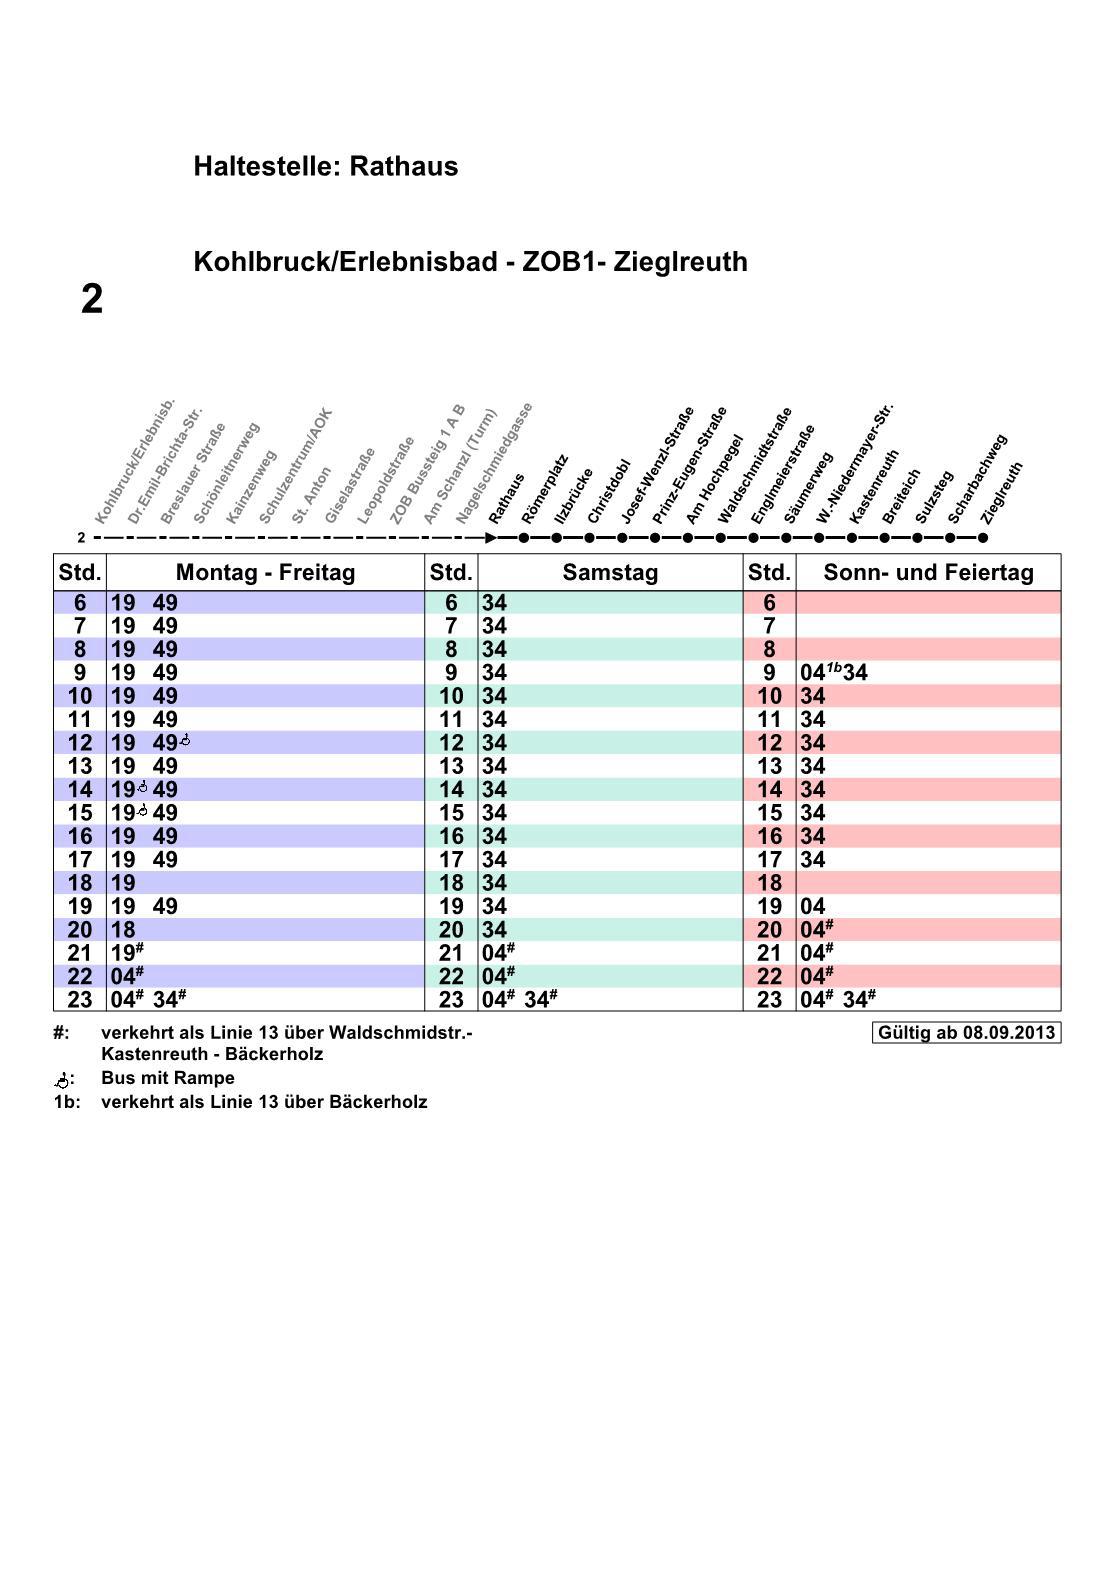 Haltestelle: Rathaus
Kohlbruck/Erlebnisbad - ZOB1- Zieglreuth
2
Kohlbruck/Erlebnisb.
Dr.Emil-Brichta-Str.
Breslauer Straße
Schönleitnerweg
Kainzenweg
Schulzentrum/AOK
St. Anton
Giselastraße
Leopoldstraße
ZOB Bussteig 1 A B
Am Schanzl (Turm)
Nagelschmiedgasse
Rathaus
Römerplatz
Ilzbrücke
Christdobl
Josef-Wenzl-Straße
Prinz-Eugen-Straße
Am Hochpegel
Waldschmidtstraße
Englmeierstraße
Säumerweg
W.-Niedermayer-Str.
Kastenreuth
Breiteich
Sulzsteg
Scharbachweg
Zieglreuth
2
Std. Montag - Freitag Std. Samstag Std. Sonn- und Feiertag
6 19 49 6 34 6
7 19 49 7 34 7
8 19 49 8 34 8
9 19 49 9 34 9 04 1b 34
10 19 49 10 34 10 34
11 19 49 11 34 11 34
12 19 49 12 34 12 34
13 19 49 13 34 13 34
14 19 49 14 34 14 34
15 19 49 15 34 15 34
16 19 49 16 34 16 34
17 19 49 17 34 17 34
18 19 18 34 18
19 19 49 19 34 19 04
20 18 20 34 20 04#
21 19# 21 04# 21 04#
22 04# 22 04# 22 04#
23 04# 34# 23 04# 34# 23 04# 34#
#: verkehrt als Linie 13 über Waldschmidstr.-
Kastenreuth - Bäckerholz
Gültig ab 08.09.2013
: Bus mit Rampe
1b: verkehrt als Linie 13 über Bäckerholz